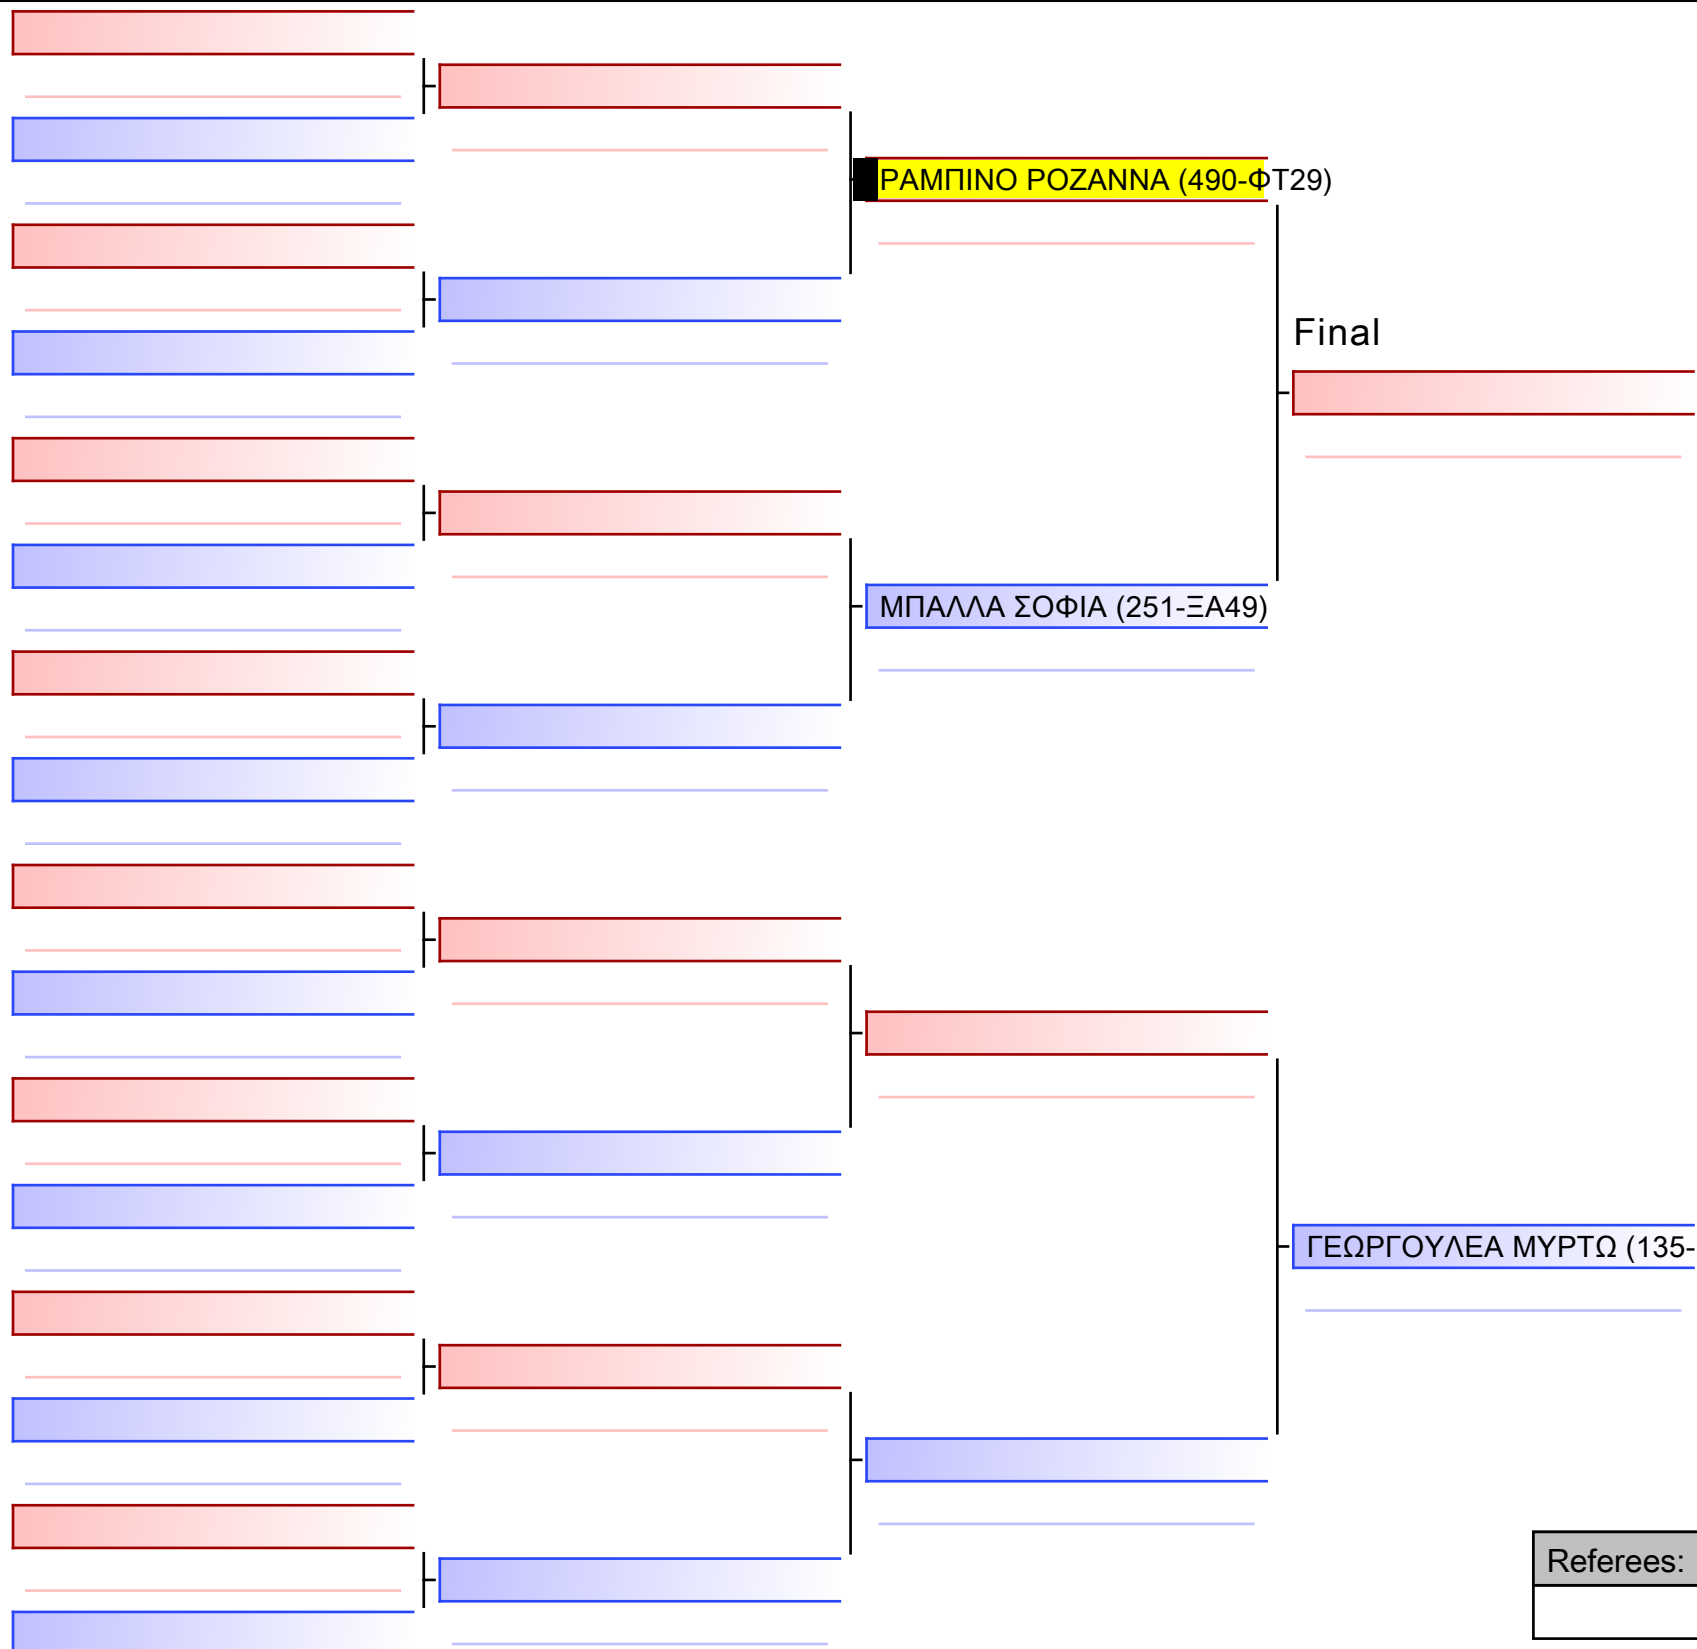 ΡΑΜΠΙΝΟ ΡΟΖΑΝΝΑ (490-ΦΤ29)
Final
ΜΠΑΛΛΑ ΣΟΦΙΑ (251-ΞΑ49)
ΓΕΩΡΓΟΥΛΕΑ ΜΥΡΤΩ (135-
Referees: